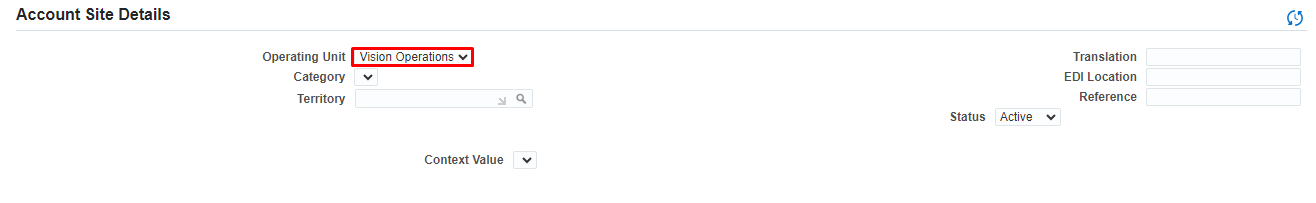 Account Site Details
Operating Unit Vision Operations Translation
Category EDI Location
Territory Reference
Status Active
Context Value